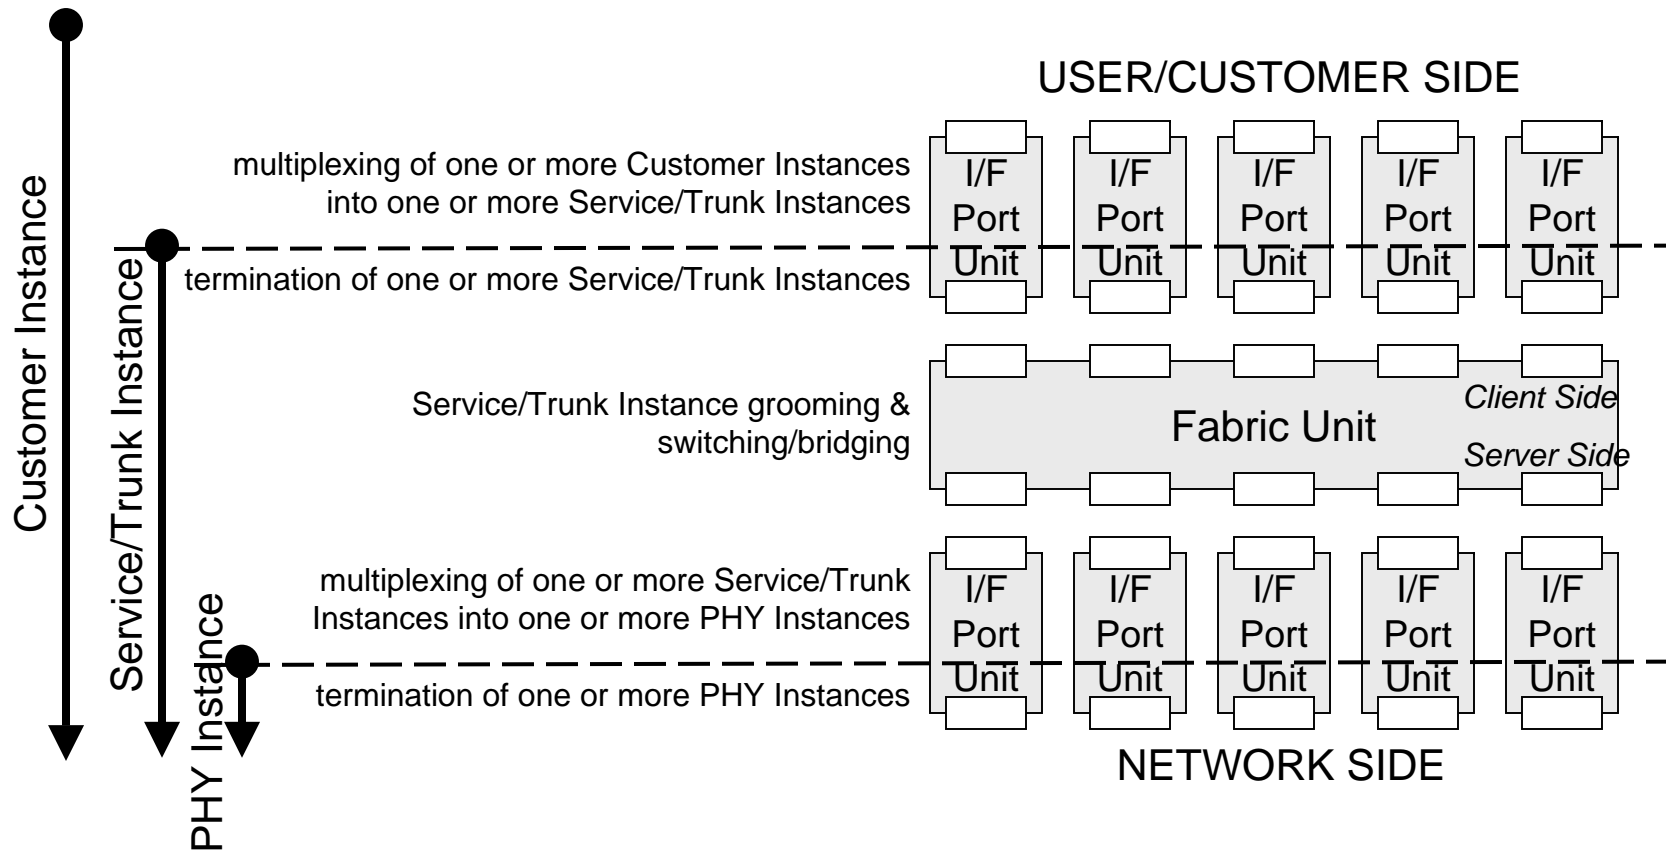 USER/CUSTOMER SIDE
multiplexing of one or more Customer Instances
into one or more Service/Trunk Instances
I/F
Port
Unit
I/F
Port
Unit
I/F
Port
Unit
I/F
Port
Unit
I/F
Port
Unit
termination of one or more Service/Trunk Instances
Customer Instance
Service/Trunk Instance
PHY Instance
Service/Trunk Instance grooming &
switching/bridging
Fabric Unit
Client Side
Server Side
multiplexing of one or more Service/Trunk
Instances into one or more PHY Instances
I/F
Port
Unit
I/F
Port
Unit
I/F
Port
Unit
I/F
Port
Unit
I/F
Port
Unit
termination of one or more PHY Instances
NETWORK SIDE